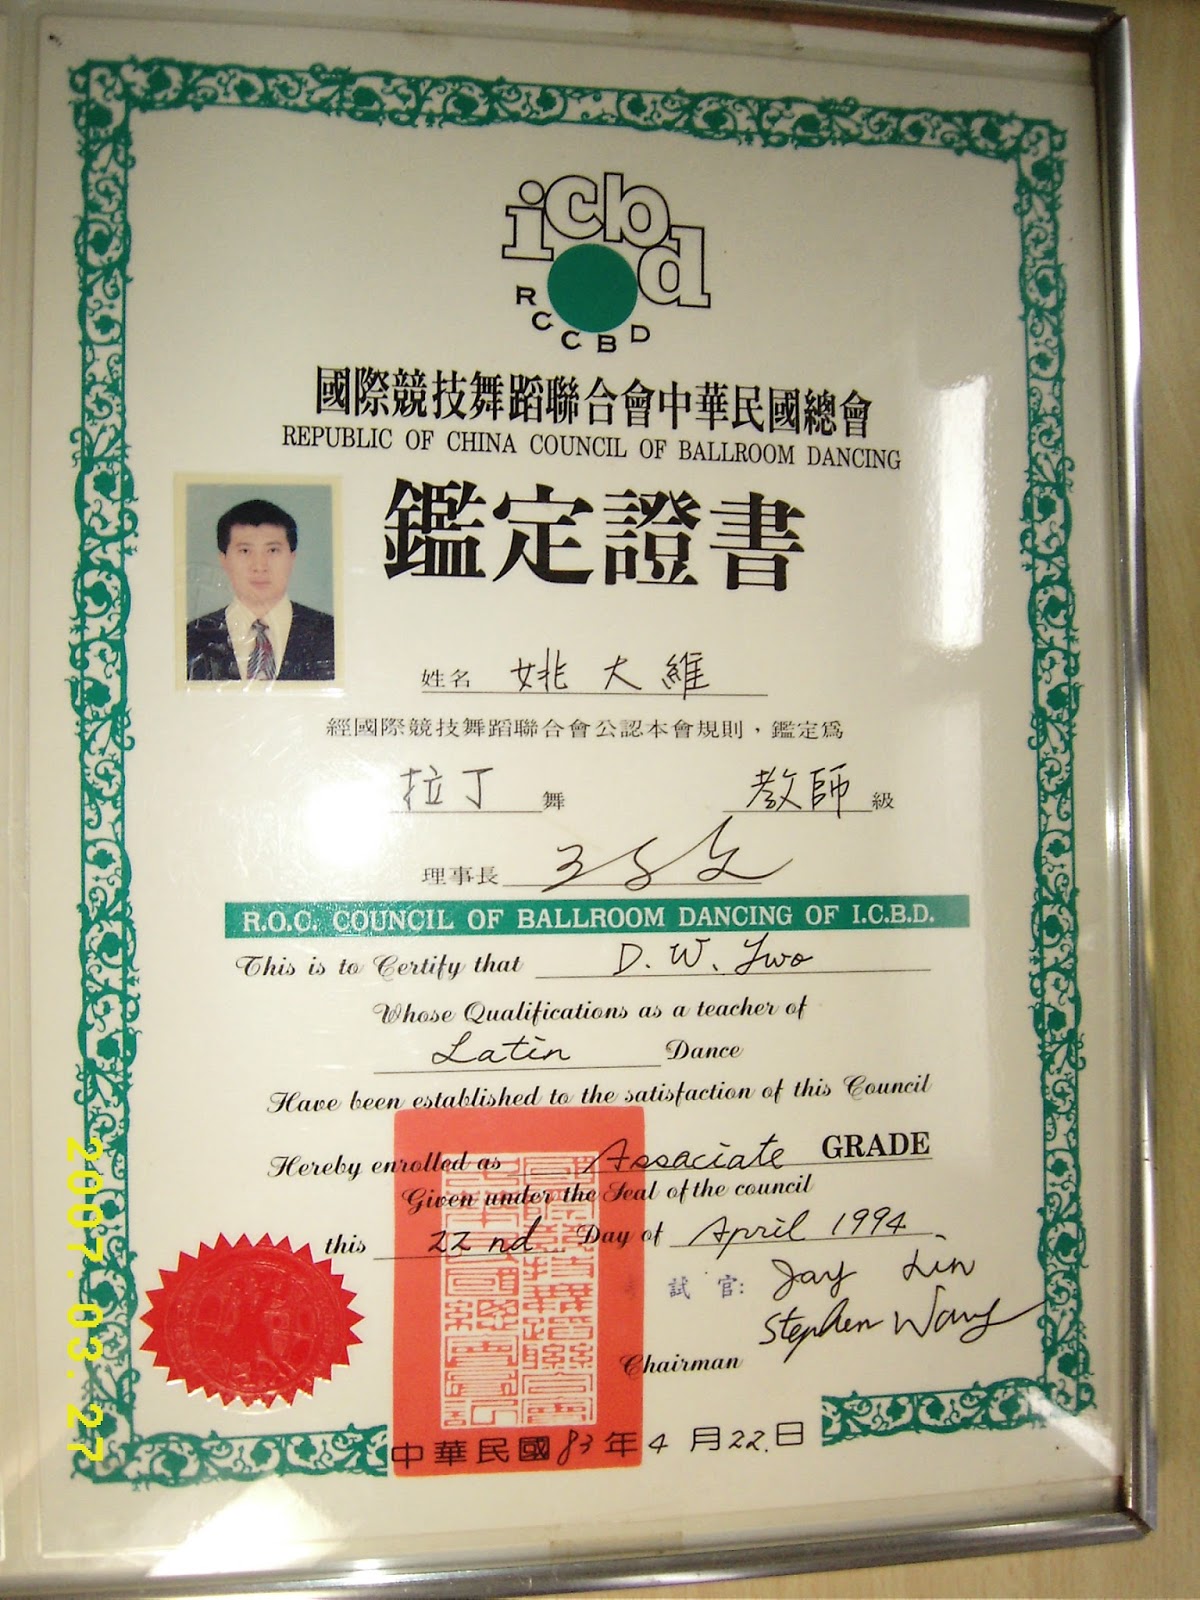 icbd
RCCBD
國際競技舞蹈聯合會中華民國總會
REPUBLIC OF CHINA COUNCIL OF BALLROOM DANCING
鑑定證書
姓名 姚大維
經國際競技舞蹈聯合會公認本會規則，鑑定爲
拉丁 舞 教師 級
理事長
R.O.C. COUNCIL OF BALLROOM DANCING OF I.C.B.D.
This is to Certify that D. W. Ywo
Whose Qualifications as a teacher of
Latin Dance
Have been established to the satisfaction of this Council
Hereby enrolled as Assaciate GRADE
Given under the Seal of the council
this 22 nd Day of April 1994
試官: Jay Lin
Stephen Wang
Chairman
中華民國83年4月22.日
2007.03.27